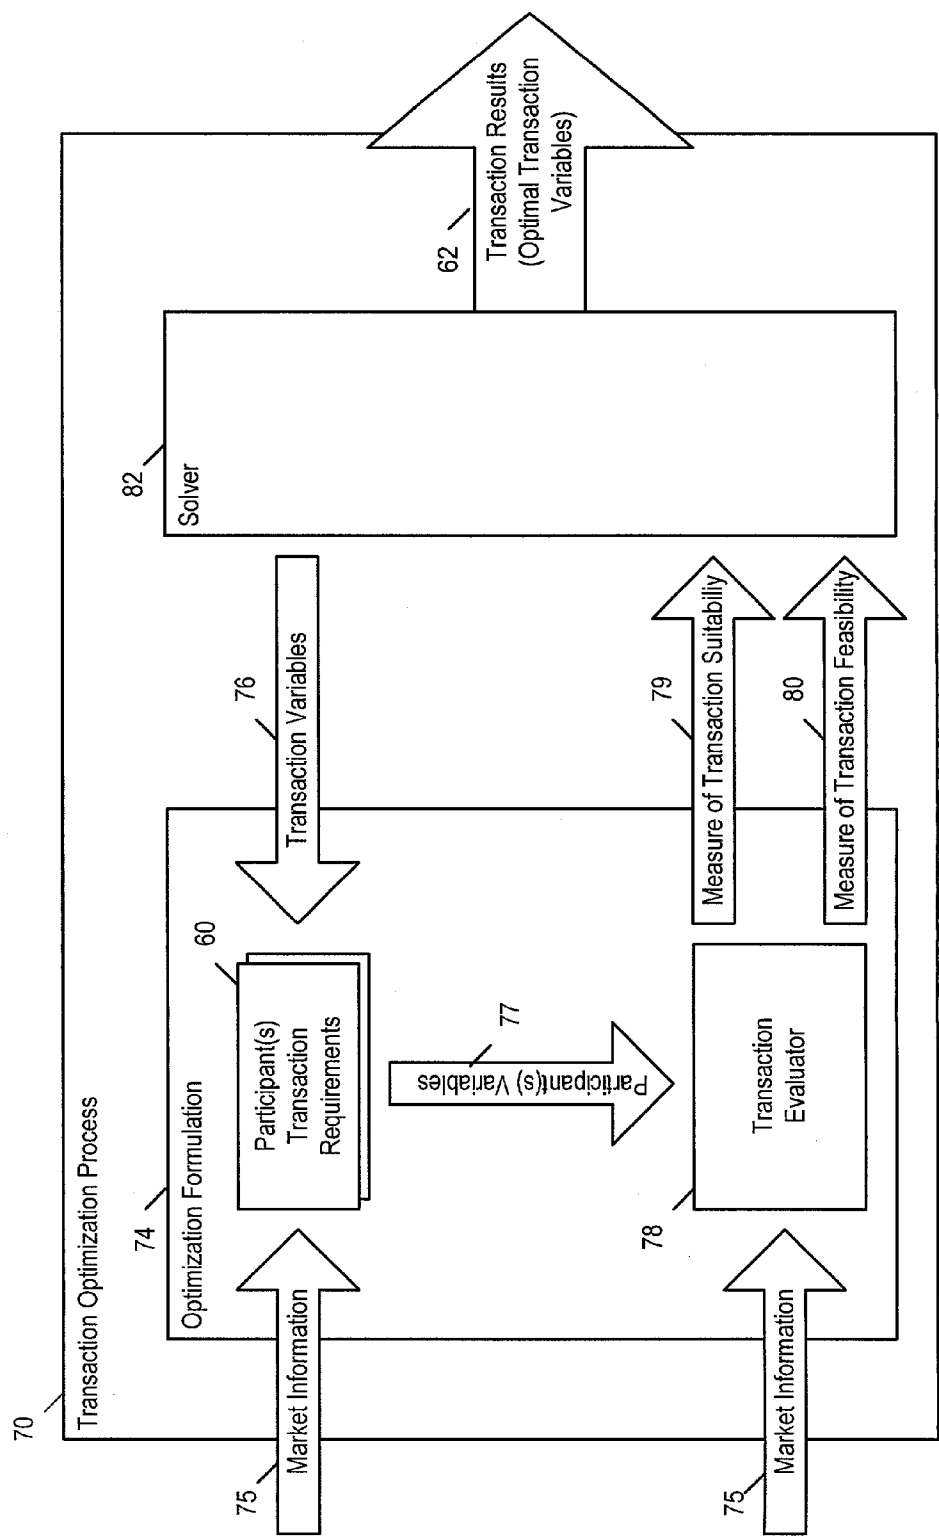 70
Transaction Optimization Process
74
Optimization Formulation
75
Market Information
60
Participant(s)
Transaction
Requirements
76
Transaction Variables
82
Solver
62
Transaction Results
(Optimal Transaction
Variables)
77
Participant(s) Variables
75
Market Information
78
Transaction
Evaluator
79
Measure of Transaction Suitabiliy
80
Measure of Transaction Feasibility